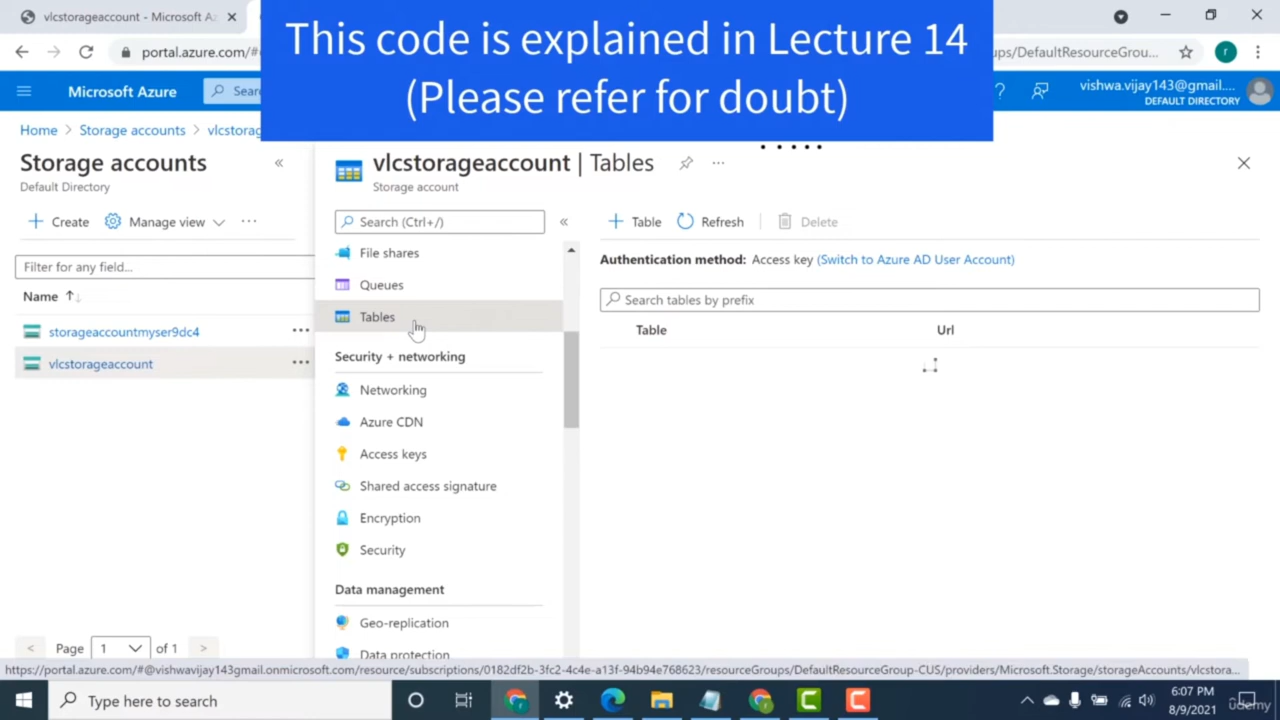 vlcstorageaccount - Microsoft Az
This code is explained in Lecture 14
(Please refer for doubt)
portal.azure.com/#
ps/DefaultResourceGrou...
r
Microsoft Azure
Sear
vishwa.vijay143@gmail....
DEFAULT DIRECTORY
Home > Storage accounts > vlcstorag
Storage accounts
Default Directory
Create
Manage view
...
Filter for any field...
Name
storageaccountmyser9dc4
vlcstorageaccount
< Page 1 of 1 >
vlcstorageaccount | Tables
Storage account
Search (Ctrl+/)
File shares
Queues
Tables
Security + networking
Networking
Azure CDN
Access keys
Shared access signature
Encryption
Security
Data management
Geo-replication
Data protection
Table
Refresh
Delete
Authentication method: Access key (Switch to Azure AD User Account)
Search tables by prefix
Table Url
https://portal.azure.com/#@vishwavijay143gmail.onmicrosoft.com/resource/subscriptions/0182df2b-3fc2-4c4e-a13f-94b94e768623/resourceGroups/DefaultResourceGroup-CUS/providers/Microsoft.Storage/storageAccounts/vlcstora...
Type here to search
6:07 PM
8/9/2021
udemy